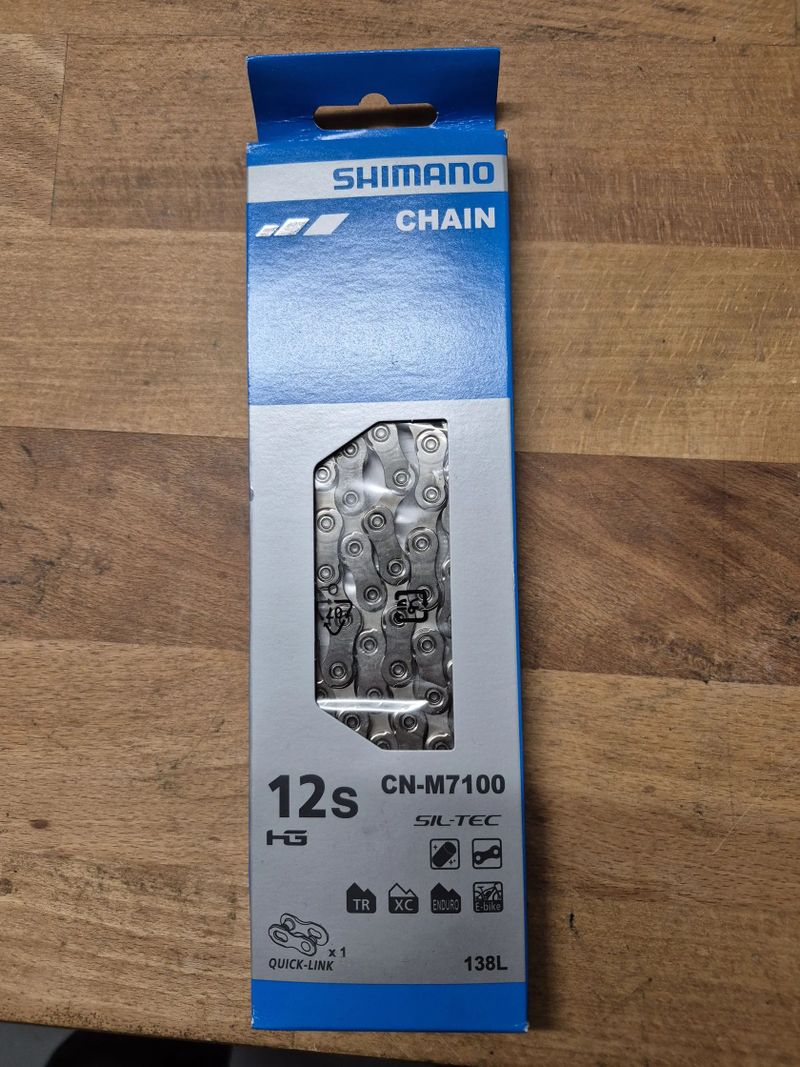 SHIMANO
CHAIN
12s
CN-M7100
HG
SIL-TEC
TR
XC
ENDURO
E-bike
x 1
QUICK-LINK
138L